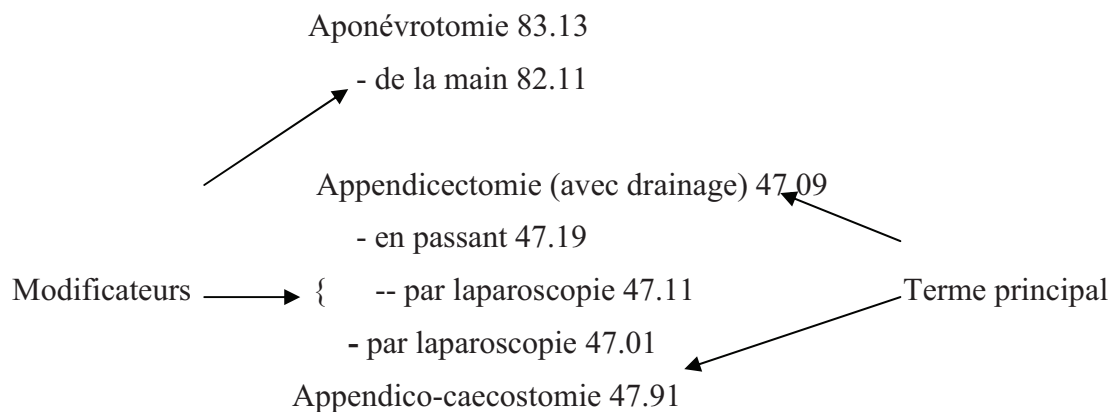 Aponévrotomie 83.13
- de la main 82.11
Appendicectomie (avec drainage) 47.09
- en passant 47.19
Modificateurs { -- par laparoscopie 47.11 Terme principal
- par laparoscopie 47.01
Appendico-caecostomie 47.91